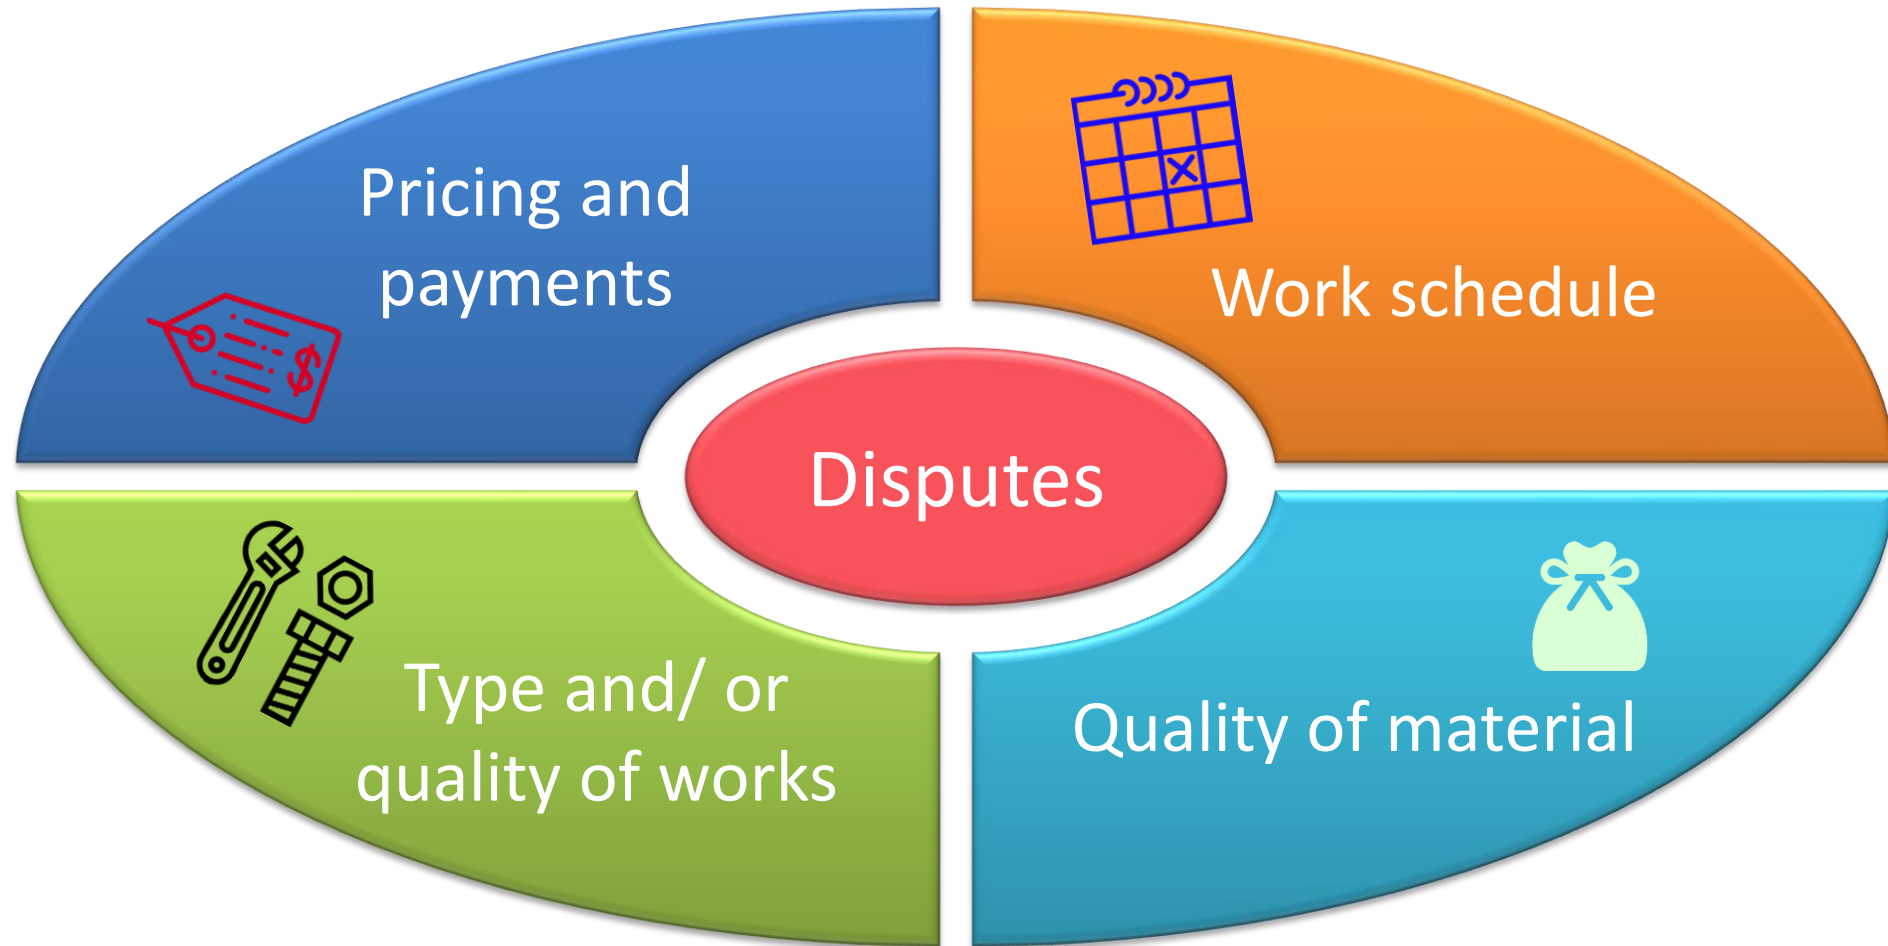 Pricing and
payments
Work schedule
Disputes
Type and/ or
quality of works
Quality of material